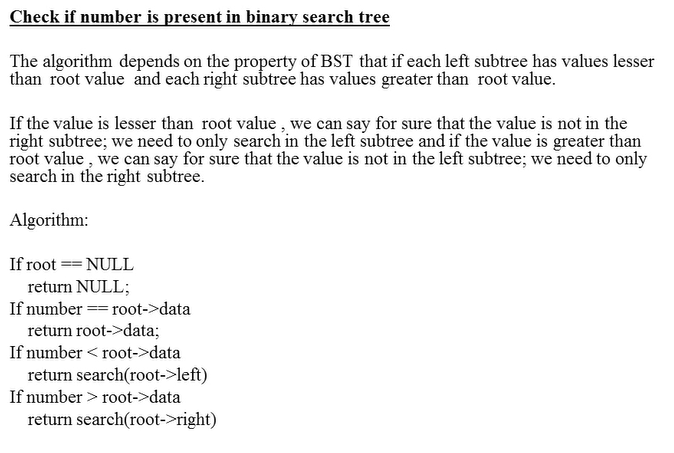 Check if number is present in binary search tree
The algorithm depends on the property of BST that if each left subtree has values lesser
than root value and each right subtree has values greater than root value.
If the value is lesser than root value , we can say for sure that the value is not in the
right subtree; we need to only search in the left subtree and if the value is greater than
root value , we can say for sure that the value is not in the left subtree; we need to only
search in the right subtree.
Algorithm:
If root == NULL
return NULL;
If number == root->data
return root->data;
If number < root->data
return search(root->left)
If number > root->data
return search(root->right)